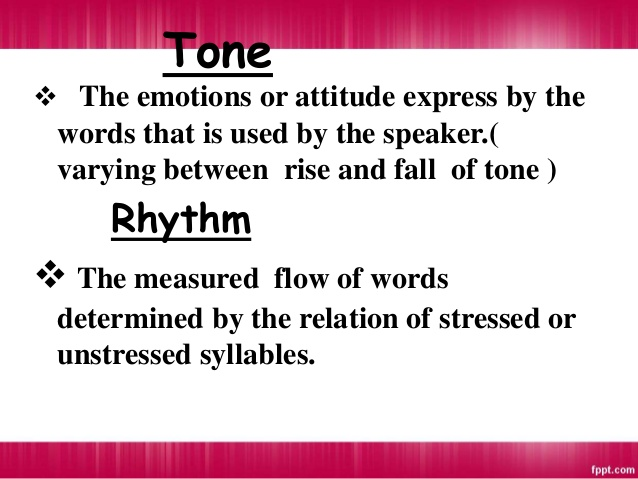 Tone
❖ The emotions or attitude express by the
words that is used by the speaker.(
varying between rise and fall of tone )
Rhythm
❖ The measured flow of words
determined by the relation of stressed or
unstressed syllables.
fppt.com